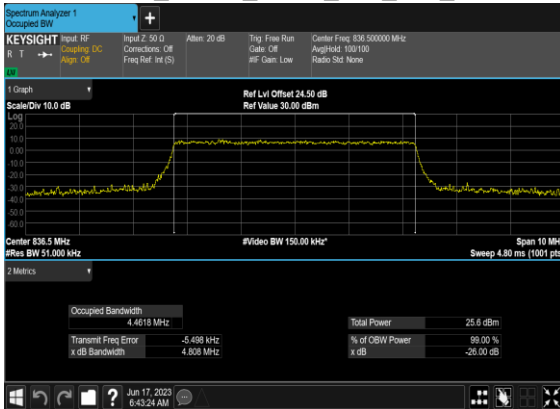 Spectrum Analyzer 1
Occupied BW
+
KEYSIGHT
R T
LXI
Input: RF
Coupling: DC
Align: Off
Input Z: 50 Ω
Corrections: Off
Freq Ref: Int (S)
Atten: 20 dB
Trig: Free Run
Gate: Off
#IF Gain: Low
Center Freq: 836.500000 MHz
Avg|Hold: 100/100
Radio Std: None
1 Graph
Scale/Div 10.0 dB
Ref Lvl Offset 24.50 dB
Ref Value 30.00 dBm
Log
20.0
10.0
0.00
-10.0
-20.0
-30.0
-40.0
-50.0
-60.0
Center 836.5 MHz
#Res BW 51.000 kHz
#Video BW 150.00 kHz*
Span 10 MH
Sweep 4.80 ms (1001 pts
2 Metrics
Occupied Bandwidth
4.4618 MHz
Transmit Freq Error -5.498 kHz
x dB Bandwidth 4.808 MHz
Total Power 25.6 dBm
% of OBW Power 99.00 %
x dB -26.00 dB
?
Jun 17, 2023
6:43:24 AM